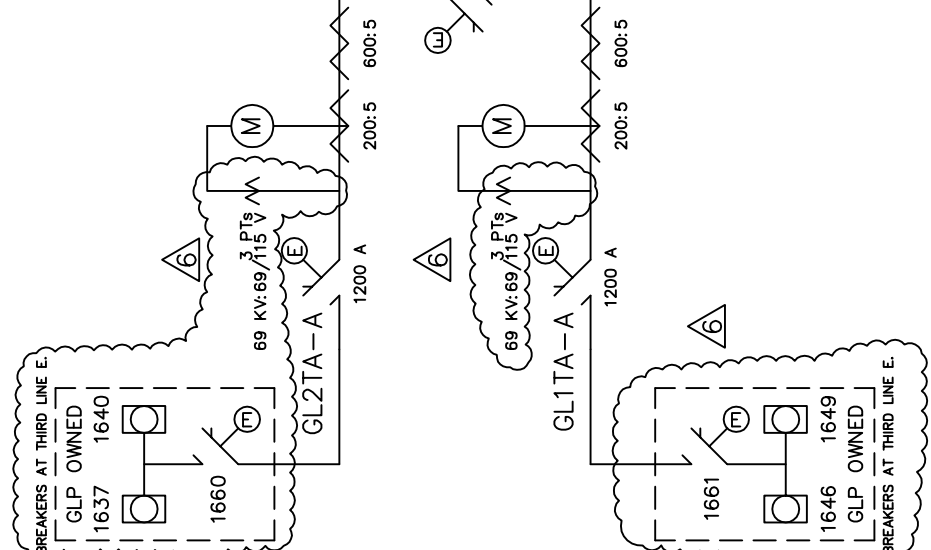 600:5
200:5
M
3 PTs
69 KV:69/115 V
6
E
1200 A
GL2TA-A
BREAKERS AT THIRD LINE E.
GLP OWNED
1637
1640
1660
E
E
600:5
200:5
M
3 PTs
69 KV:69/115 V
6
E
1200 A
GL1TA-A
6
E
1661
1646
1649
GLP OWNED
BREAKERS AT THIRD LINE E.